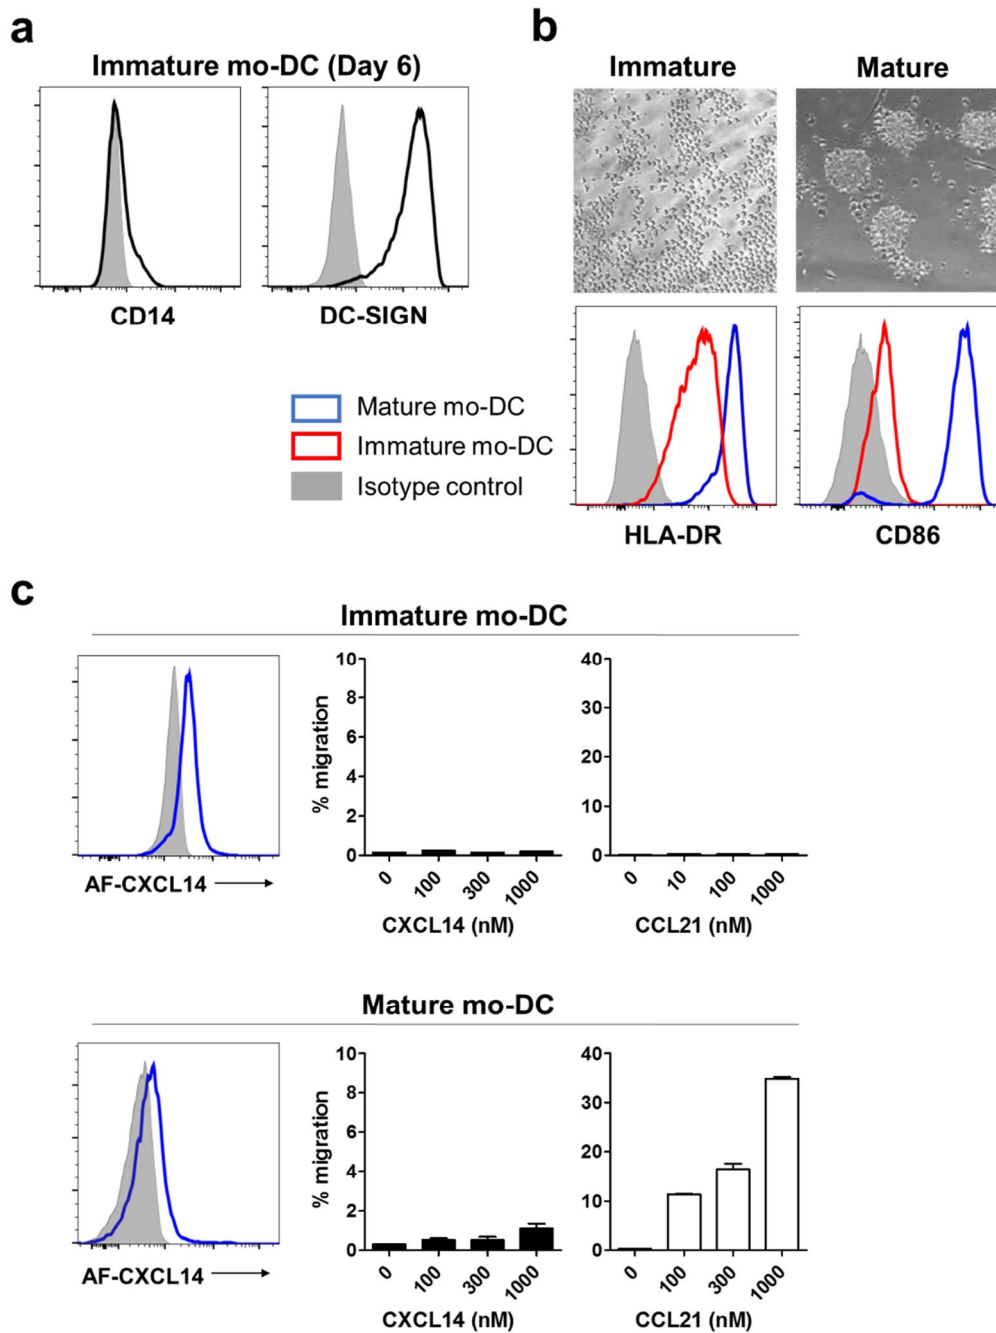 a
Immature mo-DC (Day 6)
CD14
DC-SIGN
b
Immature
Mature
HLA-DR
CD86
Mature mo-DC
Immature mo-DC
Isotype control
c
Immature mo-DC
AF-CXCL14
% migration
10
8
6
4
2
0
0
100
300
1000
CXCL14 (nM)
40
30
20
10
0
0
10
100
1000
CCL21 (nM)
Mature mo-DC
AF-CXCL14
% migration
10
8
6
4
2
0
0
100
300
1000
CXCL14 (nM)
40
30
20
10
0
0
100
300
1000
CCL21 (nM)